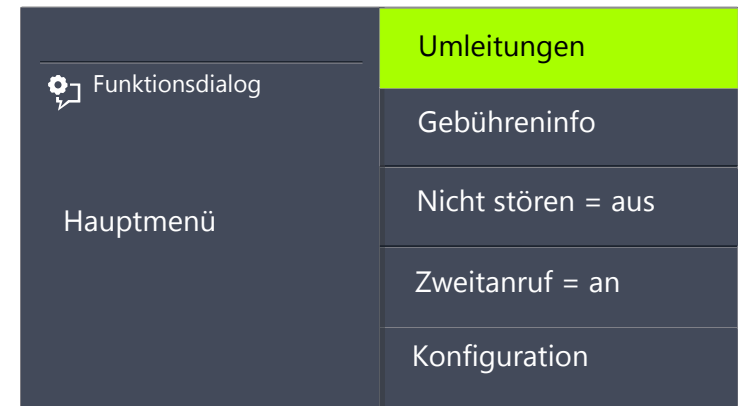 Funktionsdialog
Hauptmenü
Umleitungen
Gebühreninfo
Nicht stören = aus
Zweitanruf = an
Konfiguration